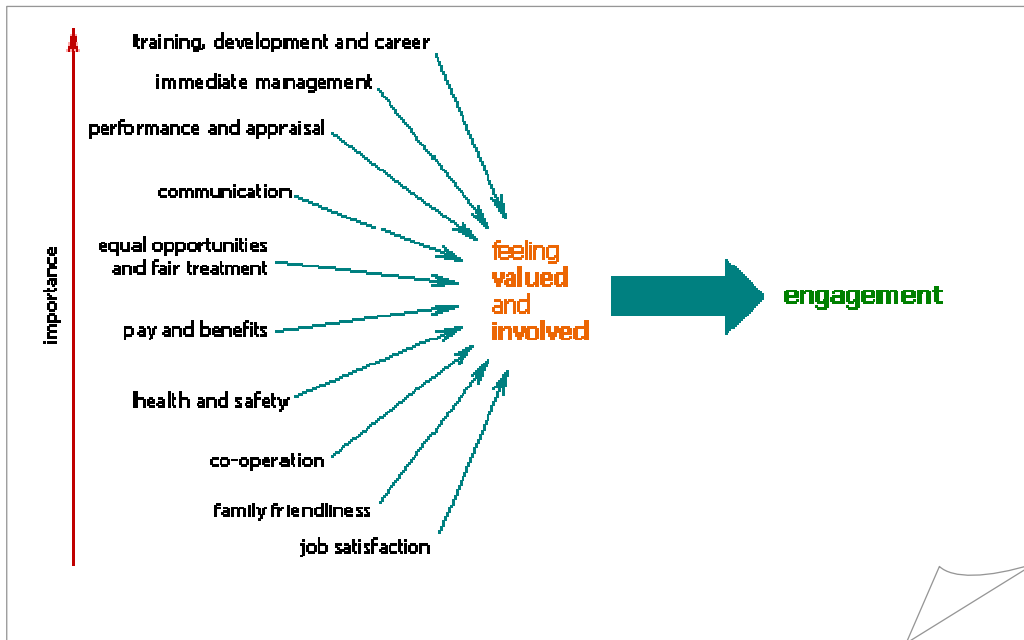 training, development and career
immediate management
performance and appraisal
communication
equal opportunities
and fair treatment
pay and benefits
health and safety
co-operation
family friendliness
job satisfaction
importance
feeling
valued
and
involved
engagement